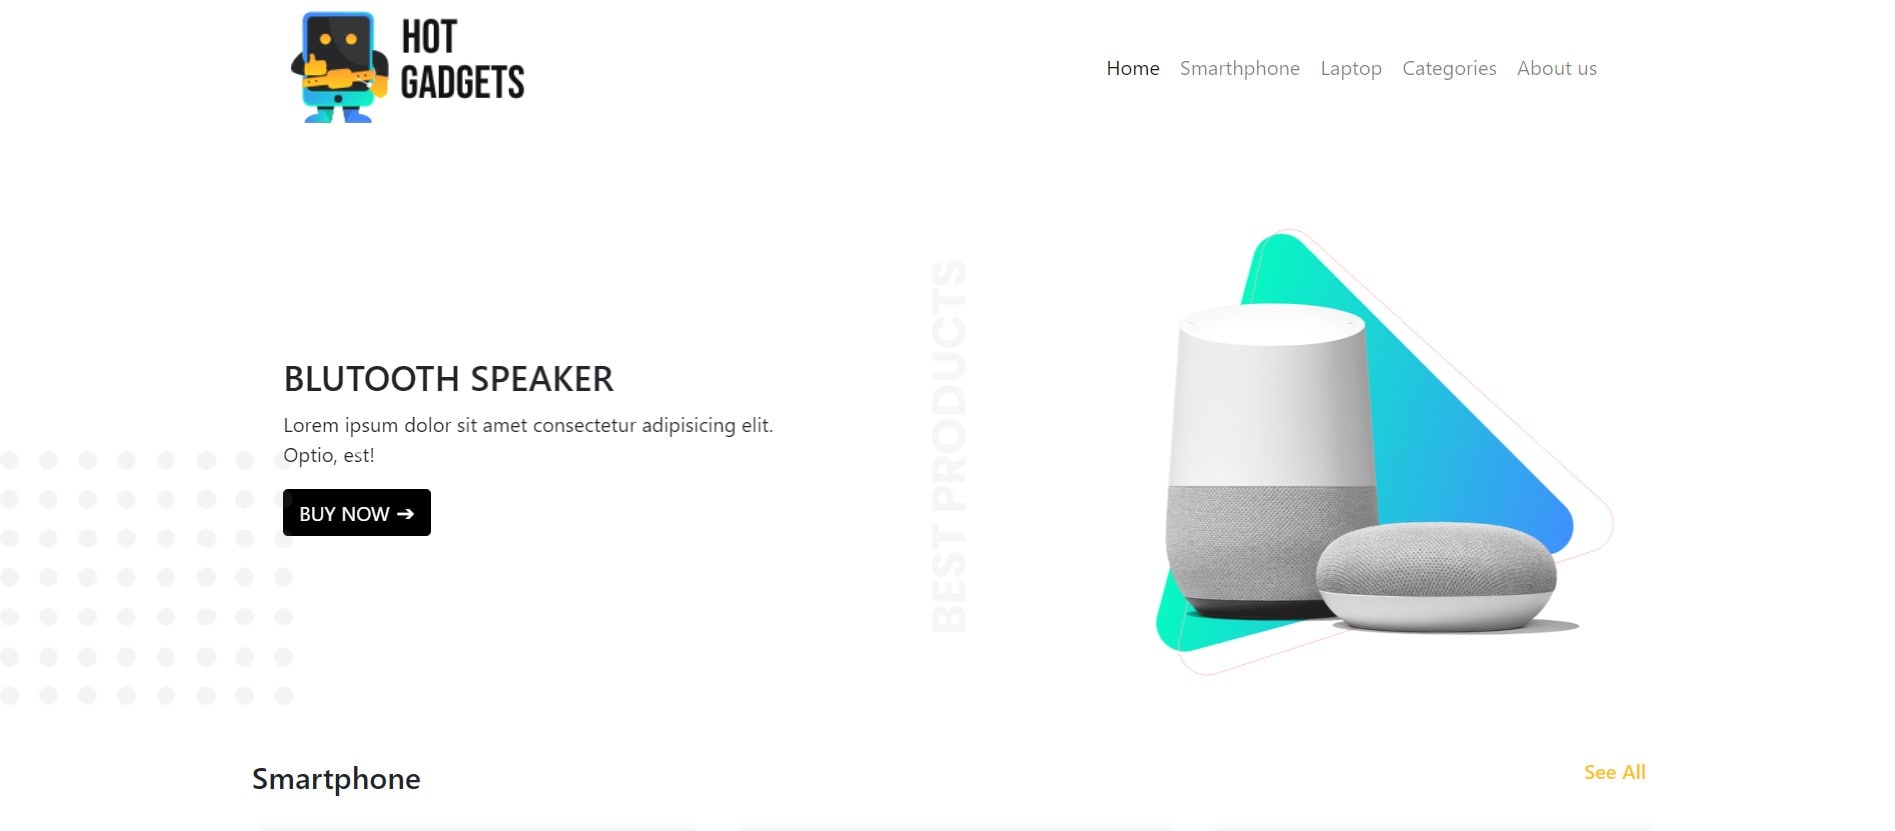 HOT
GADGETS
Home Smarthphone Laptop Categories About us
BEST PRODUCTS
BLUTOOTH SPEAKER
Lorem ipsum dolor sit amet consectetur adipisicing elit.
Optio, est!
BUY NOW ➔
Smartphone
See All